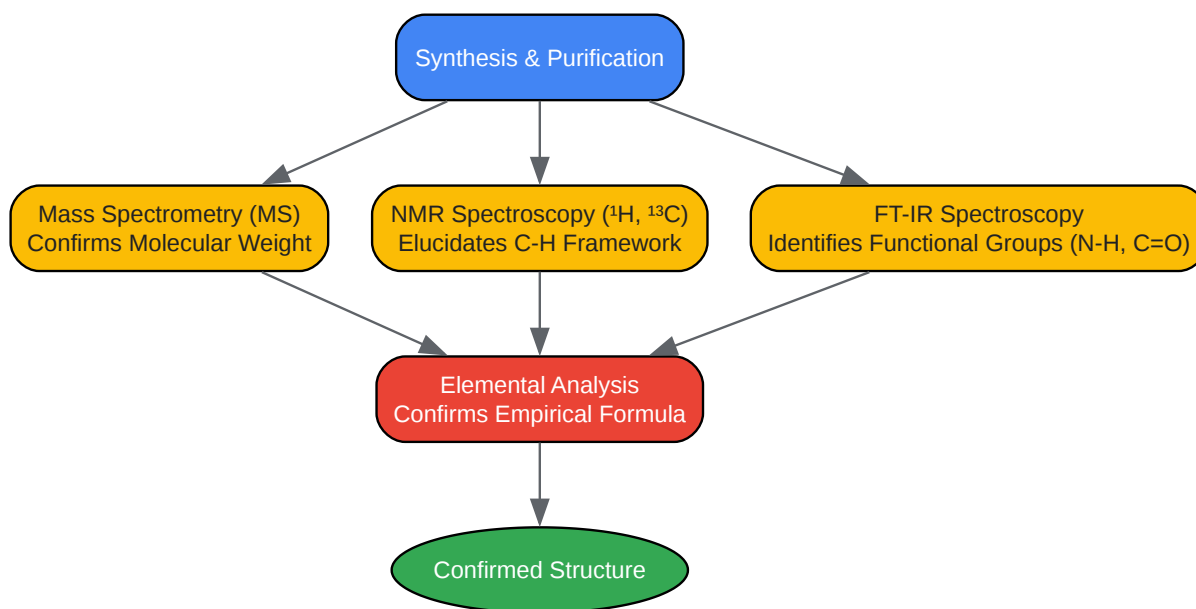 Synthesis & Purification
Mass Spectrometry (MS)
Confirms Molecular Weight
NMR Spectroscopy (¹H, ¹³C)
Elucidates C-H Framework
FT-IR Spectroscopy
Identifies Functional Groups (N-H, C=O)
Elemental Analysis
Confirms Empirical Formula
Confirmed Structure